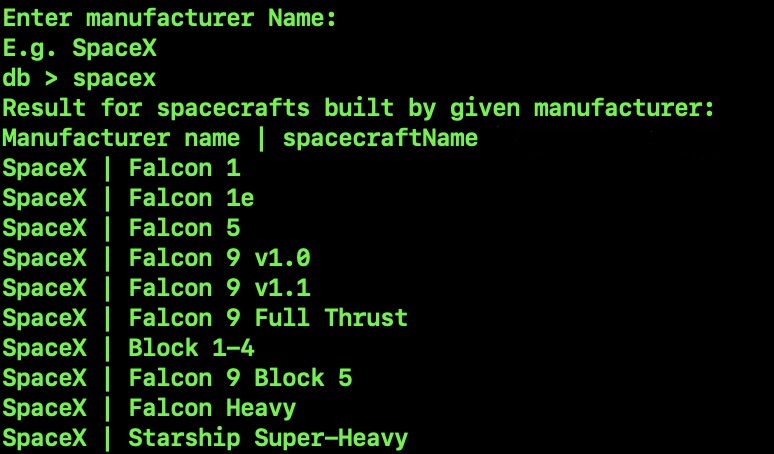 Enter manufacturer Name:
E.g. SpaceX
db > spacex
Result for spacecrafts built by given manufacturer:
Manufacturer name | spacecraftName
SpaceX | Falcon 1
SpaceX | Falcon 1e
SpaceX | Falcon 5
SpaceX | Falcon 9 v1.0
SpaceX | Falcon 9 v1.1
SpaceX | Falcon 9 Full Thrust
SpaceX | Block 1–4
SpaceX | Falcon 9 Block 5
SpaceX | Falcon Heavy
SpaceX | Starship Super–Heavy